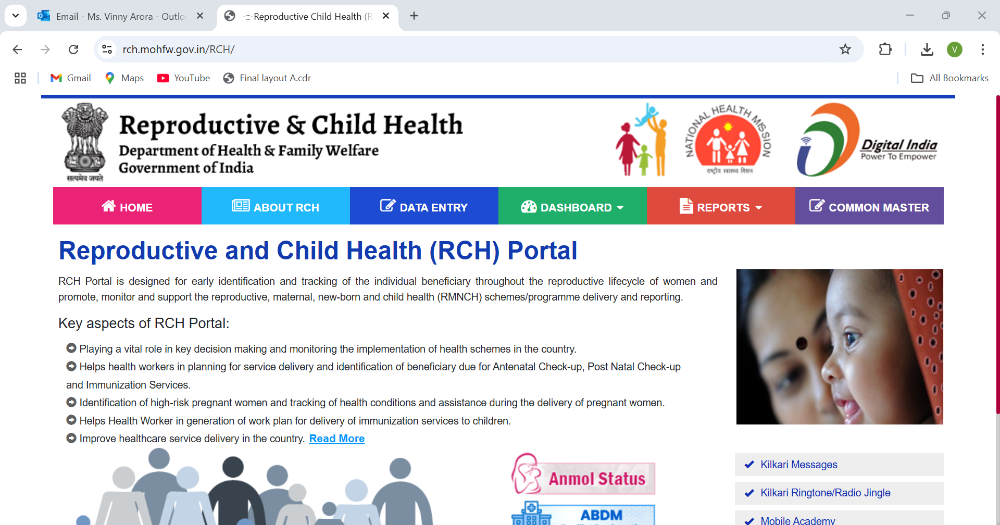 Email - Ms. Vinny Arora - Outlo
-::-Reproductive Child Health (R
rch.mohfw.gov.in/RCH/
V
Gmail
Maps
YouTube
Final layout A.cdr
All Bookmarks
सत्यमेव जयते
Reproductive & Child Health
Department of Health & Family Welfare
Government of India
NATIONAL HEALTH MISSION
राष्ट्रीय स्वास्थ्य मिशन
Digital India
Power To Empower
HOME
ABOUT RCH
DATA ENTRY
DASHBOARD
REPORTS
COMMON MASTER
Reproductive and Child Health (RCH) Portal
RCH Portal is designed for early identification and tracking of the individual beneficiary throughout the reproductive lifecycle of women and
promote, monitor and support the reproductive, maternal, new-born and child health (RMNCH) schemes/programme delivery and reporting.
Key aspects of RCH Portal:
Playing a vital role in key decision making and monitoring the implementation of health schemes in the country.
Helps health workers in planning for service delivery and identification of beneficiary due for Antenatal Check-up, Post Natal Check-up
and Immunization Services.
Identification of high-risk pregnant women and tracking of health conditions and assistance during the delivery of pregnant women.
Helps Health Worker in generation of work plan for delivery of immunization services to children.
Improve healthcare service delivery in the country. Read More
Anmol Status
ABDM
Kilkari Messages
Kilkari Ringtone/Radio Jingle
Mobile Academy